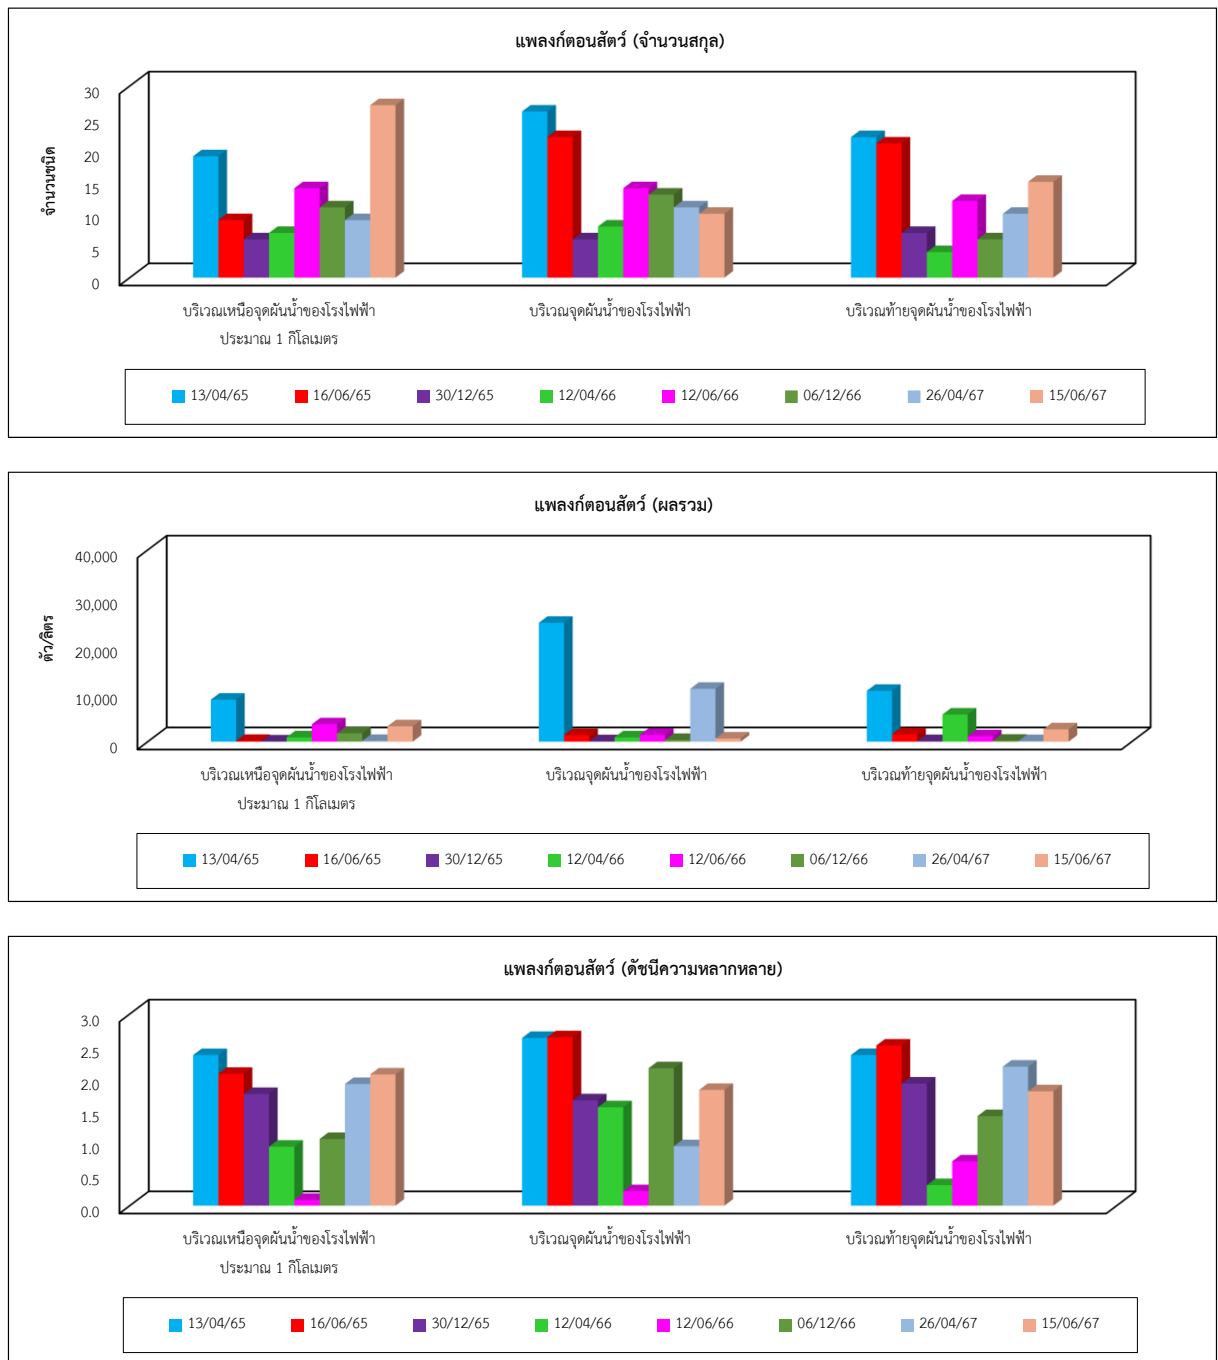 แพลงก์ตอนสัตว์ (จำนวนสกุล)
จำนวนชนิด
30
25
20
15
10
5
0
บริเวณเหนือจุดผันน้ำของโรงไฟฟ้า บริเวณจุดผันน้ำของโรงไฟฟ้า บริเวณท้ายจุดผันน้ำของโรงไฟฟ้า
ประมาณ 1 กิโลเมตร
13/04/65 16/06/65 30/12/65 12/04/66 12/06/66 06/12/66 26/04/67 15/06/67
แพลงก์ตอนสัตว์ (ผลรวม)
ตัว/ลิตร
40,000
30,000
20,000
10,000
0
บริเวณเหนือจุดผันน้ำของโรงไฟฟ้า บริเวณจุดผันน้ำของโรงไฟฟ้า บริเวณท้ายจุดผันน้ำของโรงไฟฟ้า
ประมาณ 1 กิโลเมตร
13/04/65 16/06/65 30/12/65 12/04/66 12/06/66 06/12/66 26/04/67 15/06/67
แพลงก์ตอนสัตว์ (ดัชนีความหลากหลาย)
3.0
2.5
2.0
1.5
1.0
0.5
0.0
บริเวณเหนือจุดผันน้ำของโรงไฟฟ้า บริเวณจุดผันน้ำของโรงไฟฟ้า บริเวณท้ายจุดผันน้ำของโรงไฟฟ้า
ประมาณ 1 กิโลเมตร
13/04/65 16/06/65 30/12/65 12/04/66 12/06/66 06/12/66 26/04/67 15/06/67